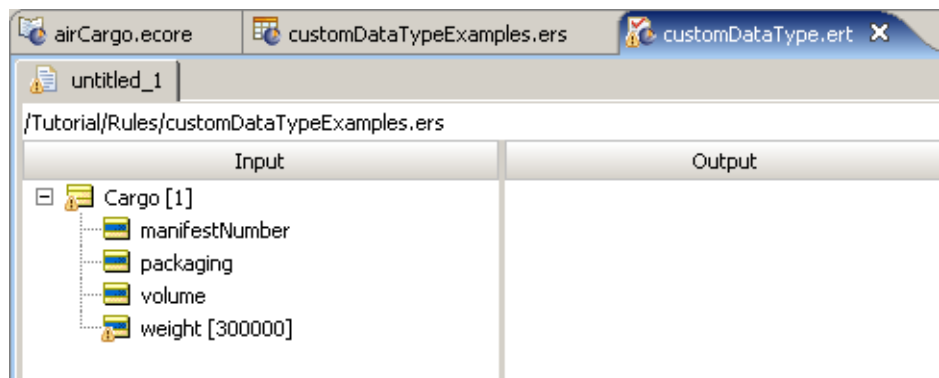 airCargo.ecore customDataTypeExamples.ers customDataType.ert
untitled_1
/Tutorial/Rules/customDataTypeExamples.ers
Input Output
Cargo [1]
manifestNumber
packaging
volume
weight [300000]